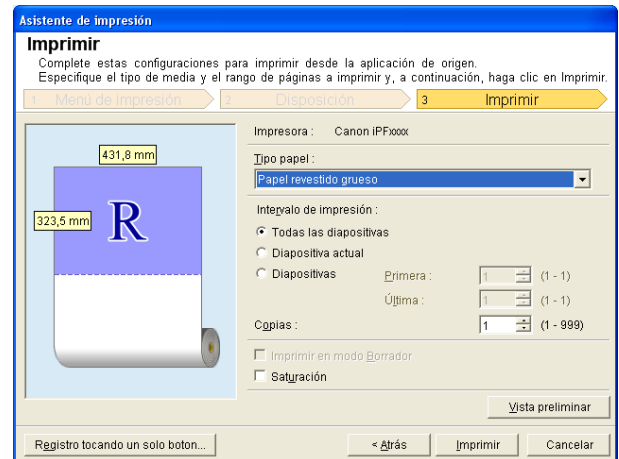 Asistente de impresión
Imprimir
Complete estas configuraciones para imprimir desde la aplicación de origen.
Especifique el tipo de media y el rango de páginas a imprimir y, a continuación, haga clic en Imprimir.
1 Menú de impresión 2 Disposición 3 Imprimir
Impresora : Canon iPFxxxx
431,8 mm
Tipo papel :
Papel revestido grueso
323,5 mm
R
Intervalo de impresión :
Todas las diapositivas
Diapositiva actual
Diapositivas Primera : 1 (1 - 1)
Última : 1 (1 - 1)
Copias : 1 (1 - 999)
Imprimir en modo Borrador
Saturación
Vista preliminar
Registro tocando un solo boton... < Atrás Imprimir Cancelar